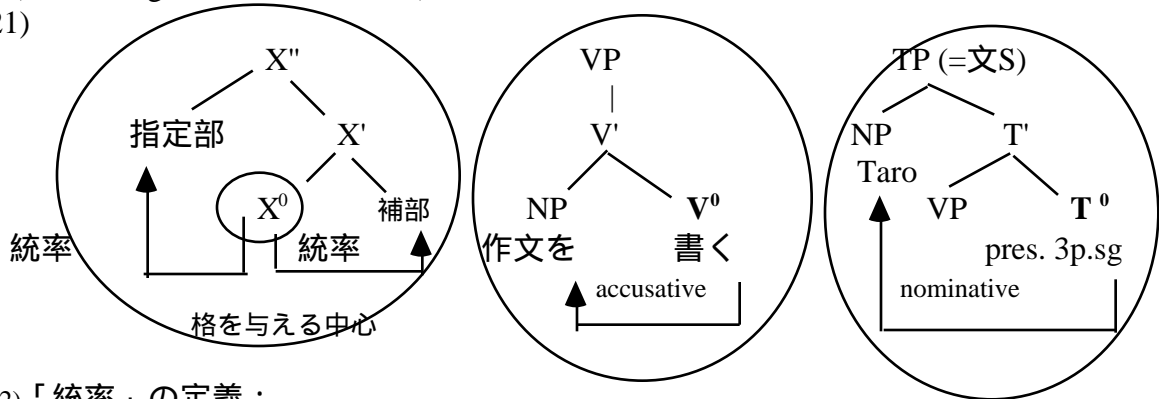 21)
X" VP TP (=文S)
指定部 X' V' NP T'
Taro
X⁰ 補部 NP V⁰ VP T⁰
統率 統率 作文を 書く pres. 3p.sg
accusative nominative
格を与える中心
2)「統率」の定義：